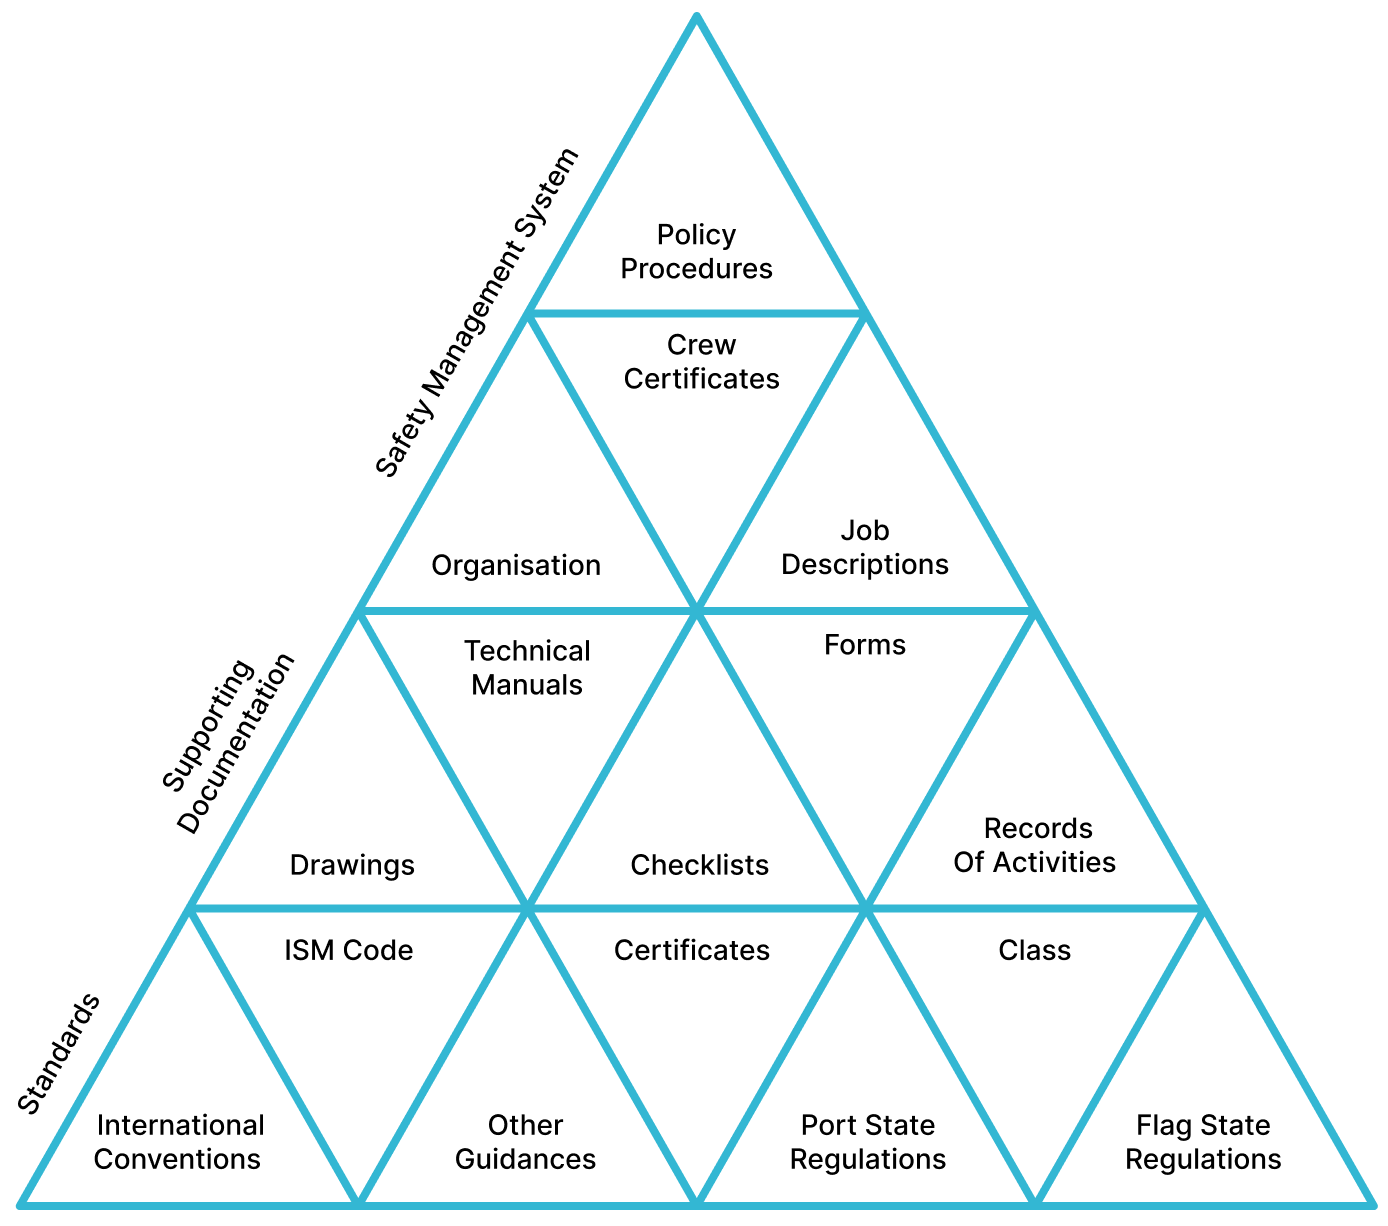 Safety Management System
Policy
Procedures
Crew
Certificates
Organisation
Job
Descriptions
Supporting
Documentation
Technical
Manuals
Forms
Drawings
Checklists
Records
Of Activities
Standards
ISM Code
Certificates
Class
International
Conventions
Other
Guidances
Port State
Regulations
Flag State
Regulations